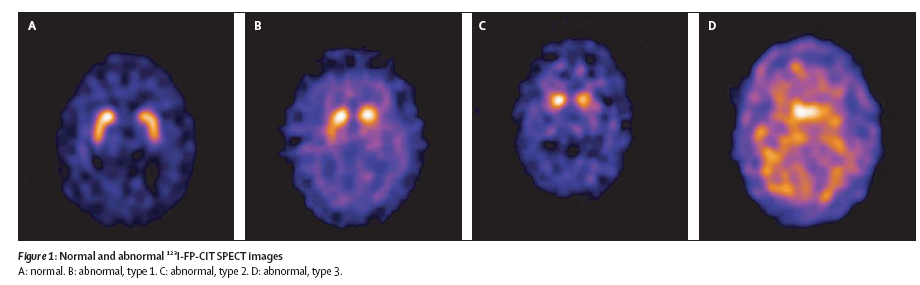 A
B
C
D
Figure 1: Normal and abnormal ¹²³I-FP-CIT SPECT images
A: normal. B: abnormal, type 1. C: abnormal, type 2. D: abnormal, type 3.